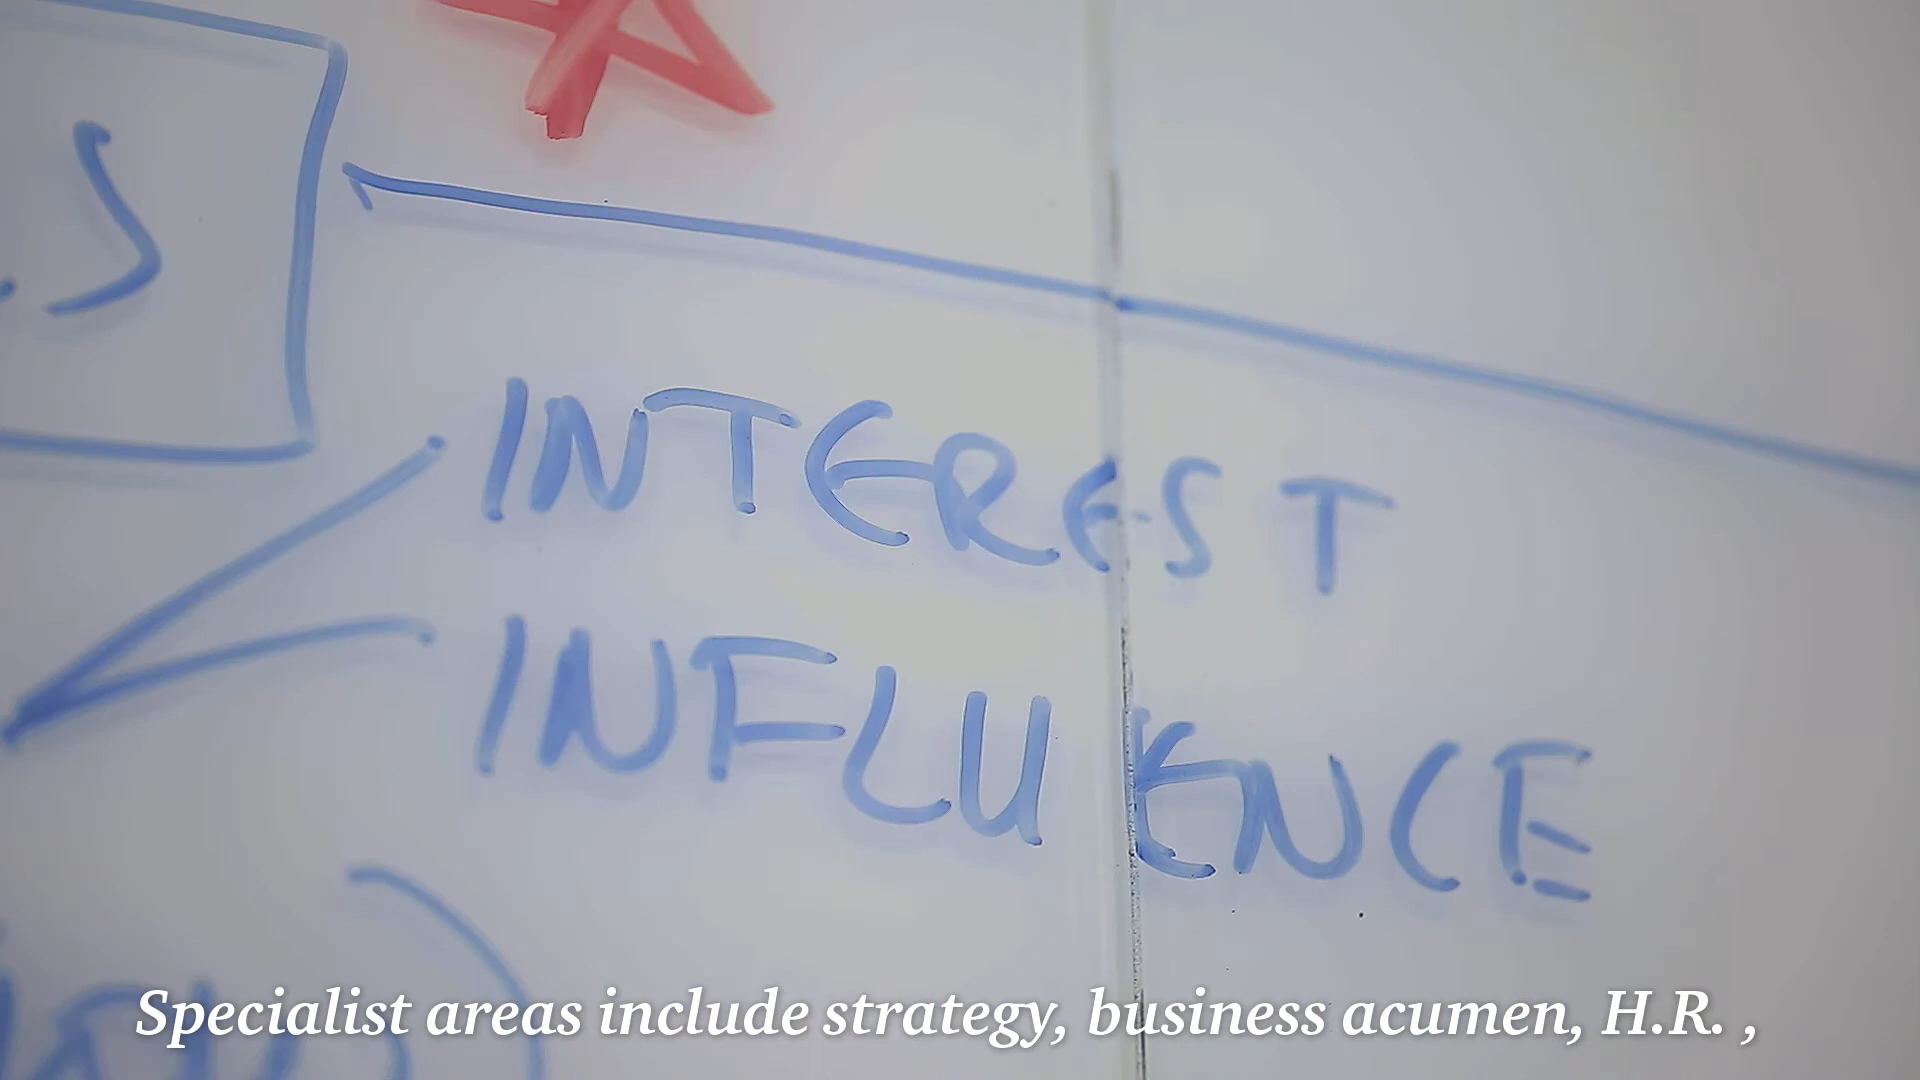 S
INTEREST
INFLUENCE
Specialist areas include strategy, business acumen, H.R. ,